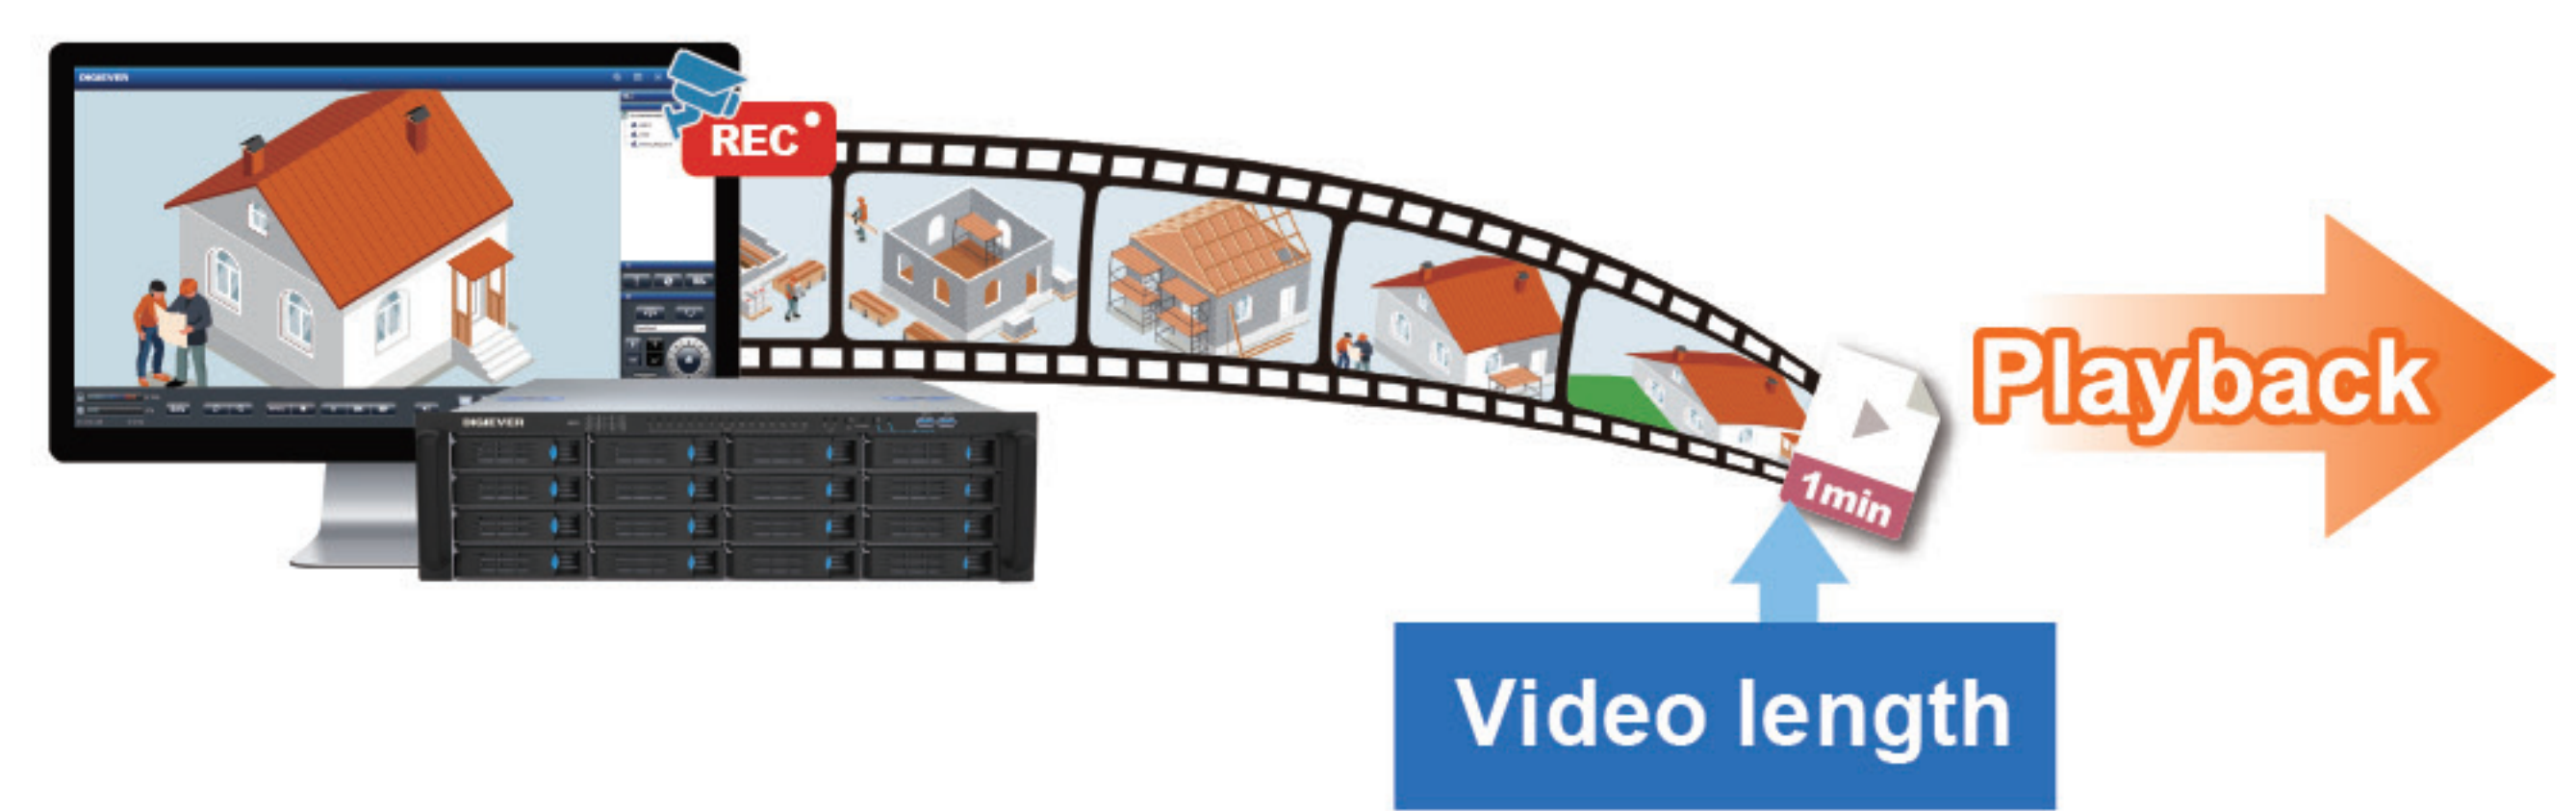 DIGIEVER
REC
DIGIEVER
1min
Playback
Video length